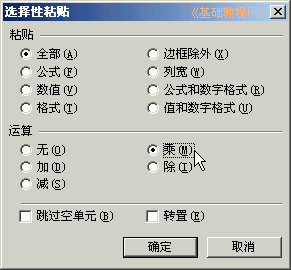 选择性粘贴
《基础教程》
粘贴
全部(A) 边框除外(X)
公式(F) 列宽(W)
数值(V) 公式和数字格式(R)
格式(T) 值和数字格式(U)
运算
无(O) 乘(M)
加(D) 除(I)
减(S)
跳过空单元(B) 转置(E)
确定 取消